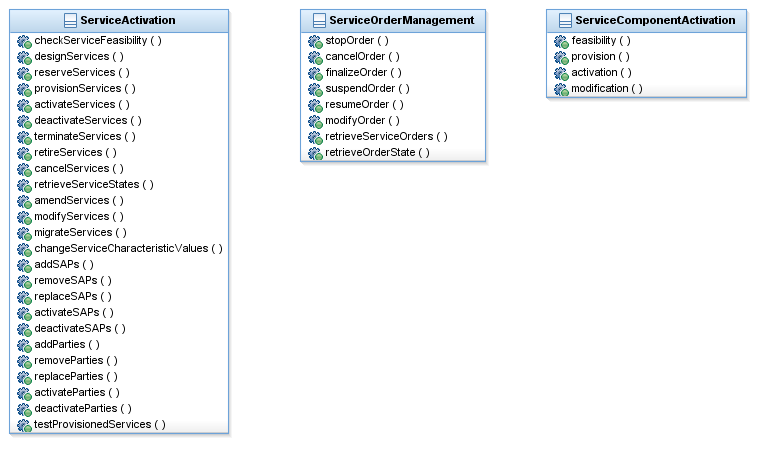 ServiceActivation
checkServiceFeasibility ( )
designServices ( )
reserveServices ( )
provisionServices ( )
activateServices ( )
deactivateServices ( )
terminateServices ( )
retireServices ( )
cancelServices ( )
retrieveServiceStates ( )
amendServices ( )
modifyServices ( )
migrateServices ( )
changeServiceCharacteristicValues ( )
addSAPs ( )
removeSAPs ( )
replaceSAPs ( )
activateSAPs ( )
deactivateSAPs ( )
addParties ( )
removeParties ( )
replaceParties ( )
activateParties ( )
deactivateParties ( )
testProvisionedServices ( )
ServiceOrderManagement
stopOrder ( )
cancelOrder ( )
finalizeOrder ( )
suspendOrder ( )
resumeOrder ( )
modifyOrder ( )
retrieveServiceOrders ( )
retrieveOrderState ( )
ServiceComponentActivation
feasibility ( )
provision ( )
activation ( )
modification ( )